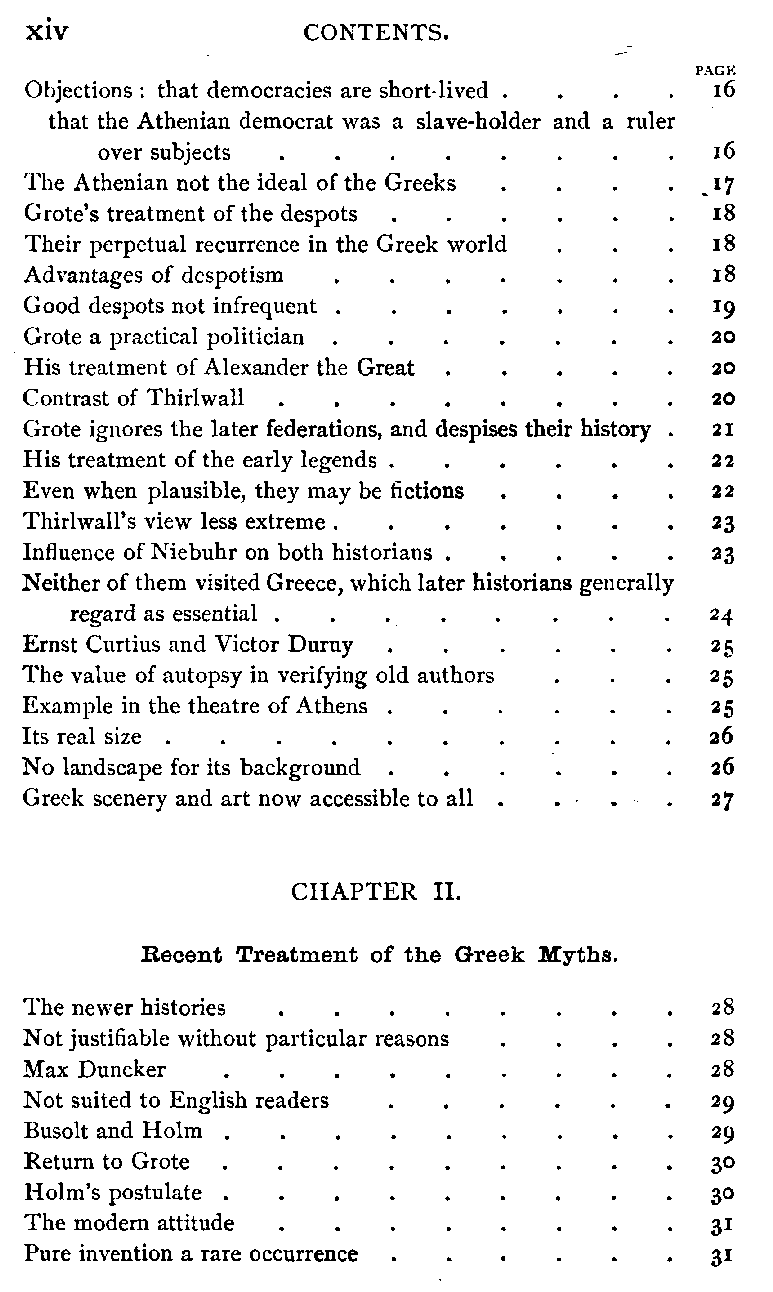 xiv CONTENTS.
PAGE
Objections : that democracies are short-lived . . . . 16
that the Athenian democrat was a slave-holder and a ruler
over subjects . . . . . . . . 16
The Athenian not the ideal of the Greeks . . . . 17
Grote's treatment of the despots . . . . . . 18
Their perpetual recurrence in the Greek world . . . 18
Advantages of despotism . . . . . . . 18
Good despots not infrequent . . . . . . . 19
Grote a practical politician . . . . . . . 20
His treatment of Alexander the Great . . . . . 20
Contrast of Thirlwall . . . . . . . . 20
Grote ignores the later federations, and despises their history . 21
His treatment of the early legends . . . . . . 22
Even when plausible, they may be fictions . . . . 22
Thirlwall's view less extreme . . . . . . . 23
Influence of Niebuhr on both historians . . . . . 23
Neither of them visited Greece, which later historians generally
regard as essential . . . . . . . . 24
Ernst Curtius and Victor Duruy . . . . . . 25
The value of autopsy in verifying old authors . . . 25
Example in the theatre of Athens . . . . . . 25
Its real size . . . . . . . . . . 26
No landscape for its background . . . . . . 26
Greek scenery and art now accessible to all . . . . 27
CHAPTER II.
Recent Treatment of the Greek Myths.
The newer histories . . . . . . . . 28
Not justifiable without particular reasons . . . . 28
Max Duncker . . . . . . . . . 28
Not suited to English readers . . . . . . 29
Busolt and Holm . . . . . . . . . 29
Return to Grote . . . . . . . . . 30
Holm's postulate . . . . . . . . . 30
The modern attitude . . . . . . . . 31
Pure invention a rare occurrence . . . . . . 31